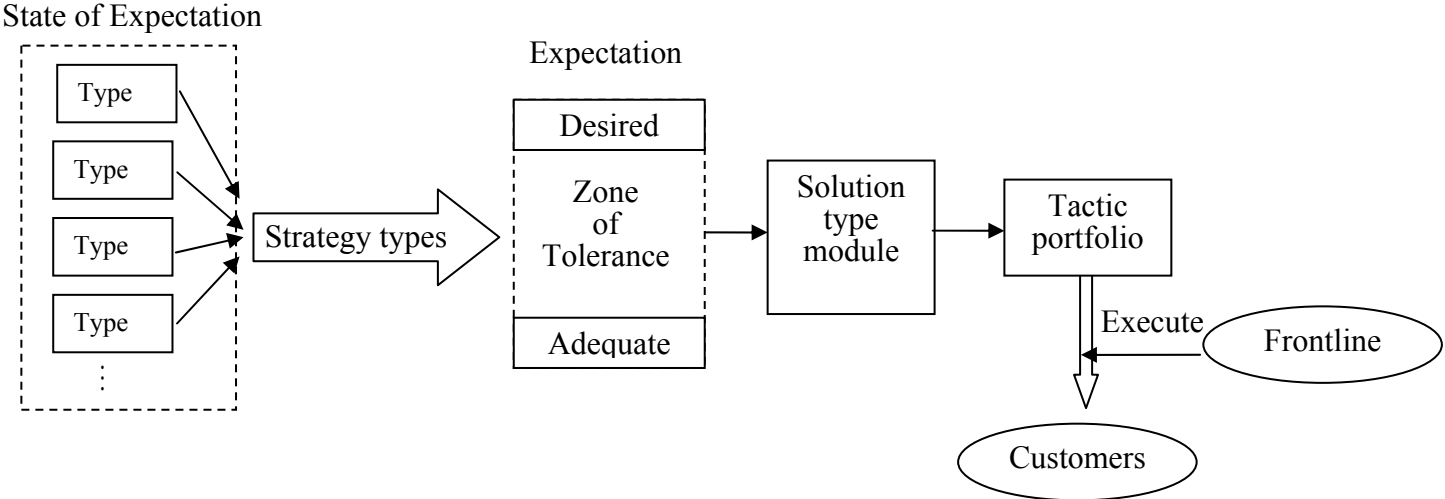 State of Expectation
Type
Type
Type
Type
⋮
Strategy types
Expectation
Desired
Zone
of
Tolerance
Adequate
Solution
type
module
Tactic
portfolio
Execute
Frontline
Customers